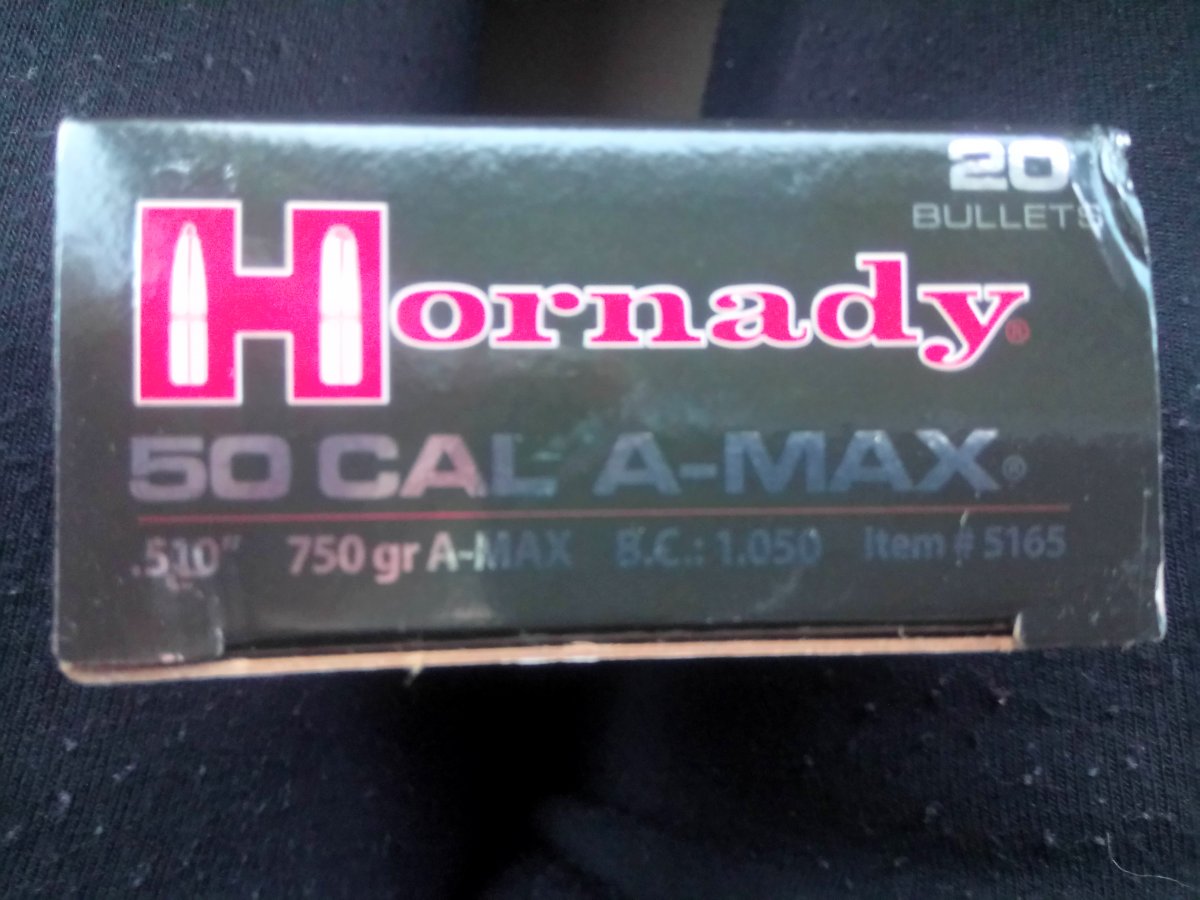 20
BULLETS
Hornady®
50 CAL A-MAX®
.510" 750 gr A-MAX B.C.: 1.050 Item # 5165